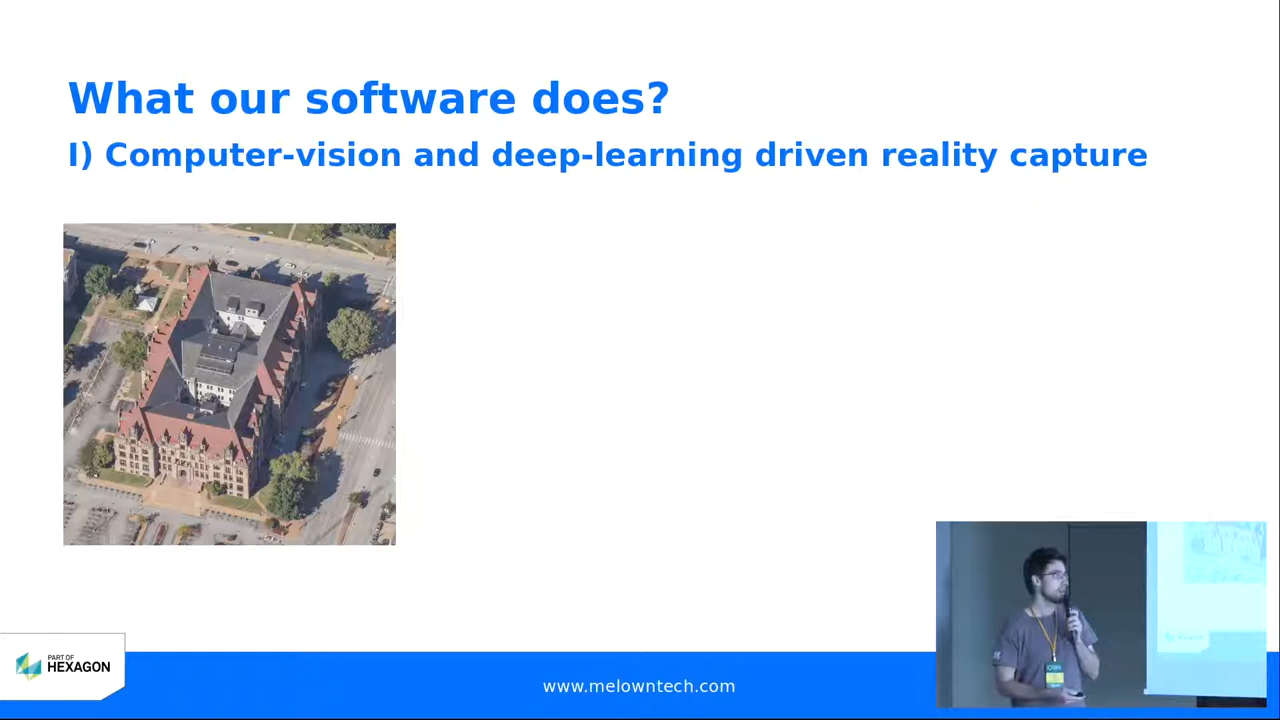 What our software does?
I) Computer-vision and deep-learning driven reality capture
PART OF
HEXAGON
www.melowntech.com